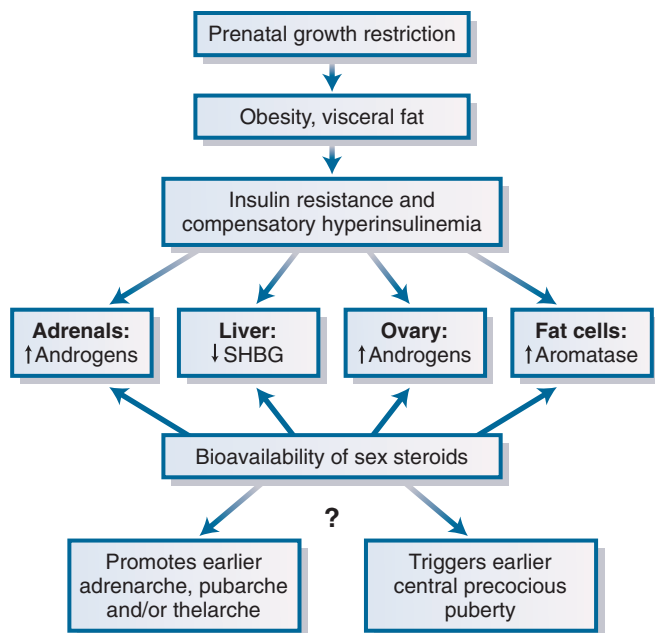 Prenatal growth restriction
Obesity, visceral fat
Insulin resistance and
compensatory hyperinsulinemia
Adrenals:
↑Androgens
Liver:
↓SHBG
Ovary:
↑Androgens
Fat cells:
↑Aromatase
Bioavailability of sex steroids
?
Promotes earlier
adrenarche, pubarche
and/or thelarche
Triggers earlier
central precocious
puberty